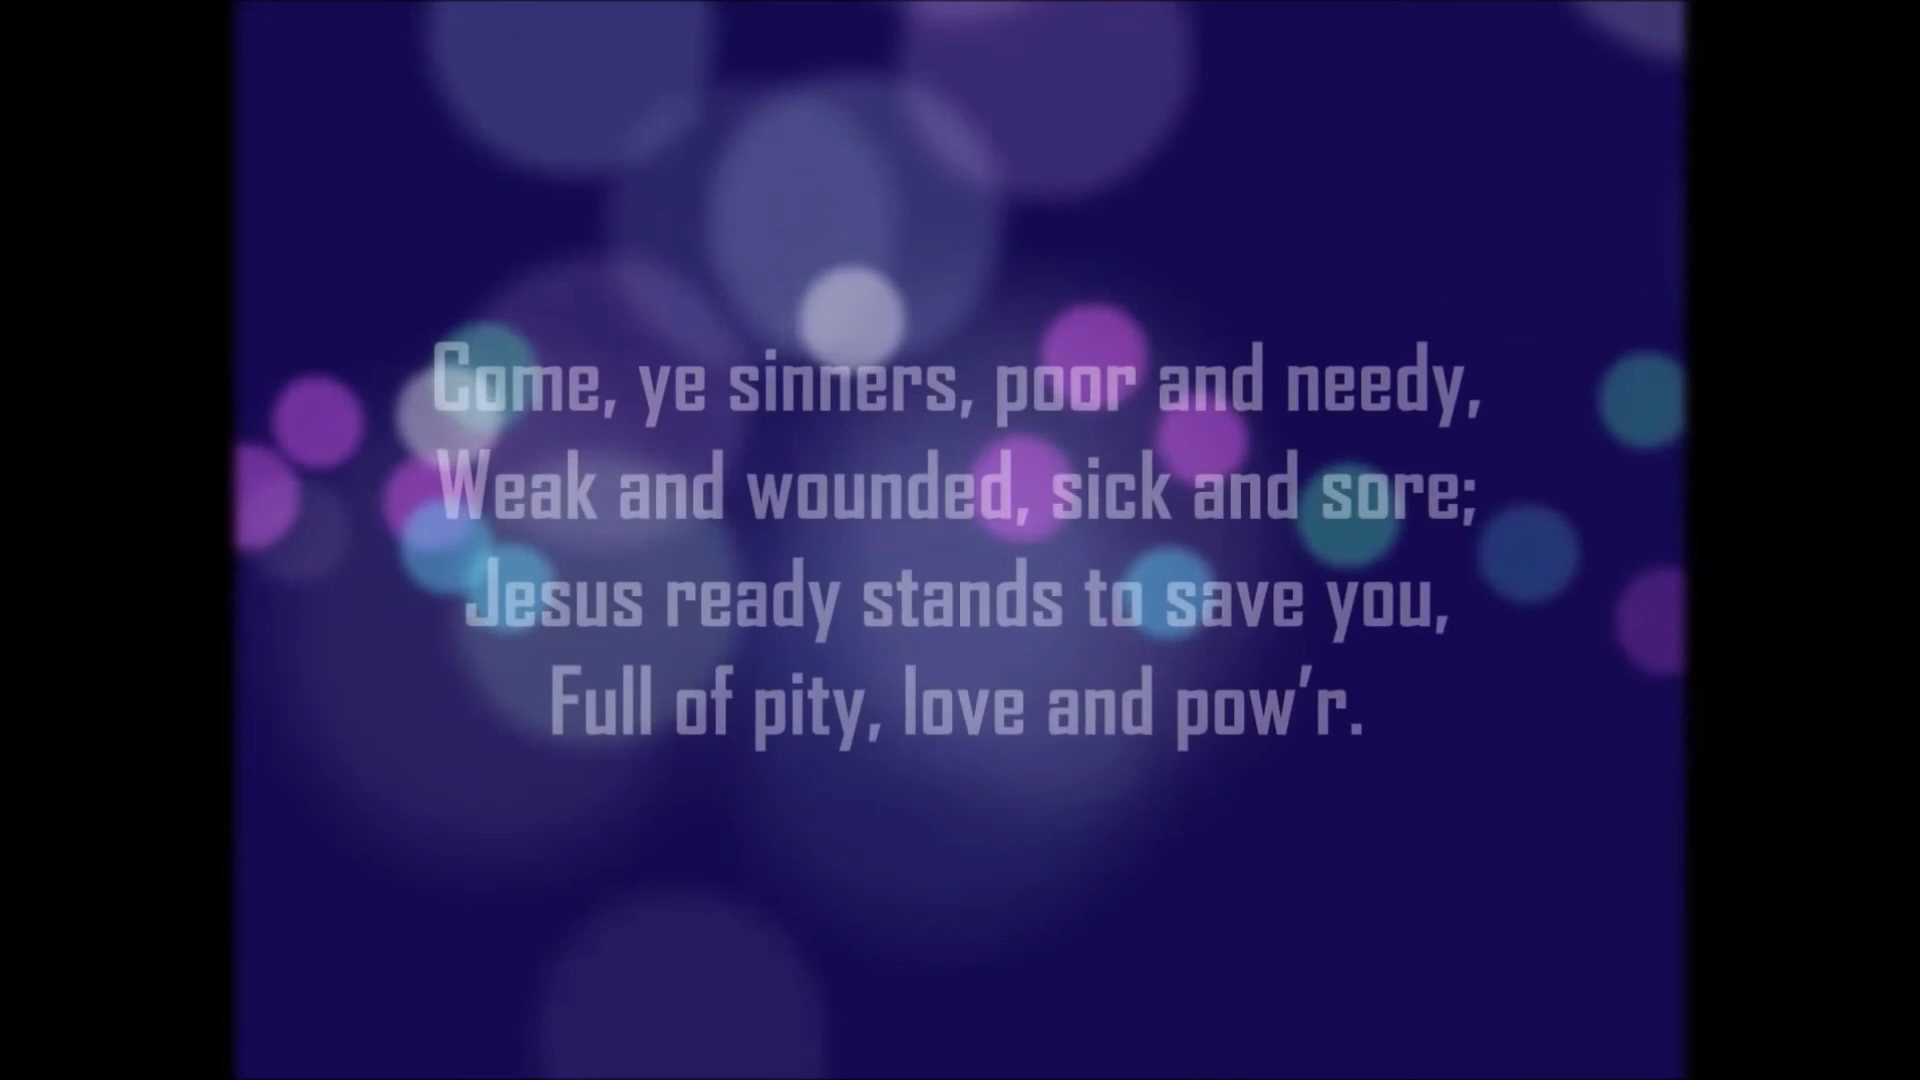 Come, ye sinners, poor and needy,
Weak and wounded, sick and sore;
Jesus ready stands to save you,
Full of pity, love and pow’r.